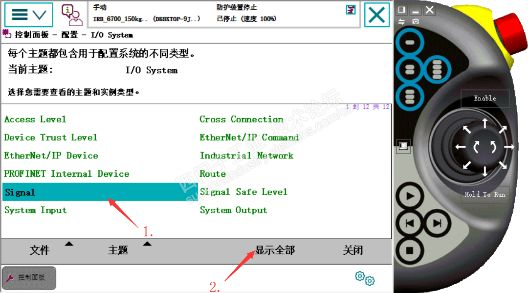 手动
防护装置停止
IRB_6700_150kg.. (DESKTOP-9J..)
已停止 (速度 100%)
控制面板 - 配置 - I/O System
每个主题都包含用于配置系统的不同类型。
当前主题: I/O System
选择您需要查看的主题和实例类型。
1 到 12 共 12
Access Level
Cross Connection
Device Trust Level
EtherNet/IP Command
EtherNet/IP Device
Industrial Network
PROFINET Internal Device
Route
Signal
Signal Safe Level
System Input
System Output
1.
文件
主题
显示全部
关闭
2.
控制面板
Enable
Hold To Run